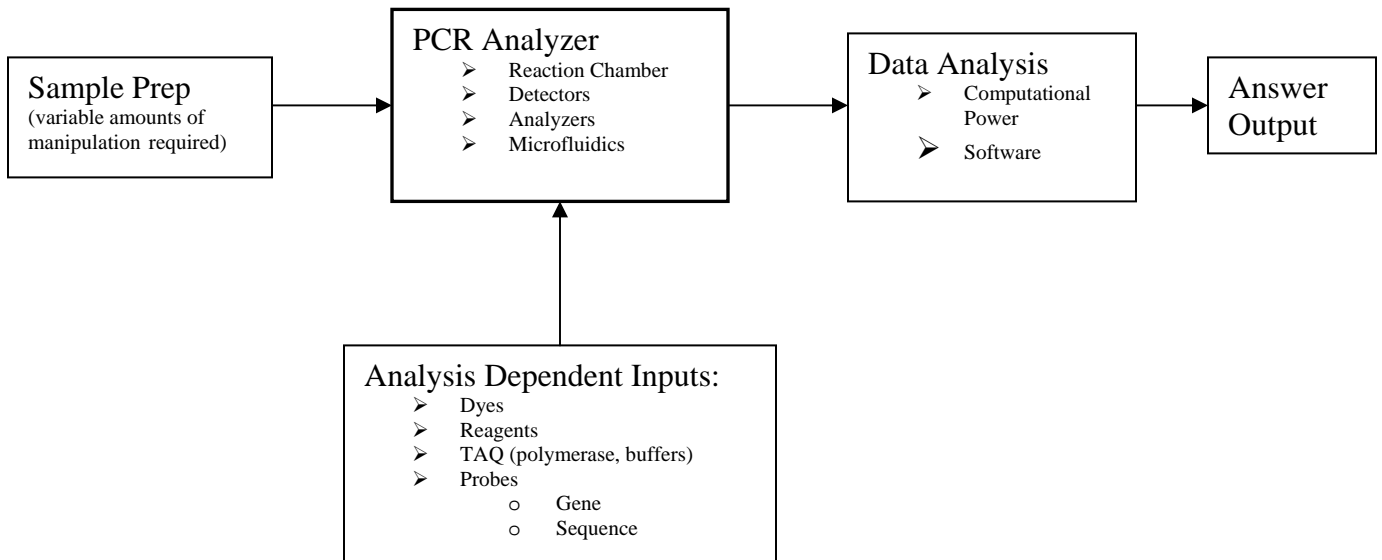 Sample Prep
(variable amounts of
manipulation required)
PCR Analyzer
➢ Reaction Chamber
➢ Detectors
➢ Analyzers
➢ Microfluidics
Data Analysis
➢ Computational
Power
➢ Software
Answer
Output
Analysis Dependent Inputs:
➢ Dyes
➢ Reagents
➢ TAQ (polymerase, buffers)
➢ Probes
o Gene
o Sequence